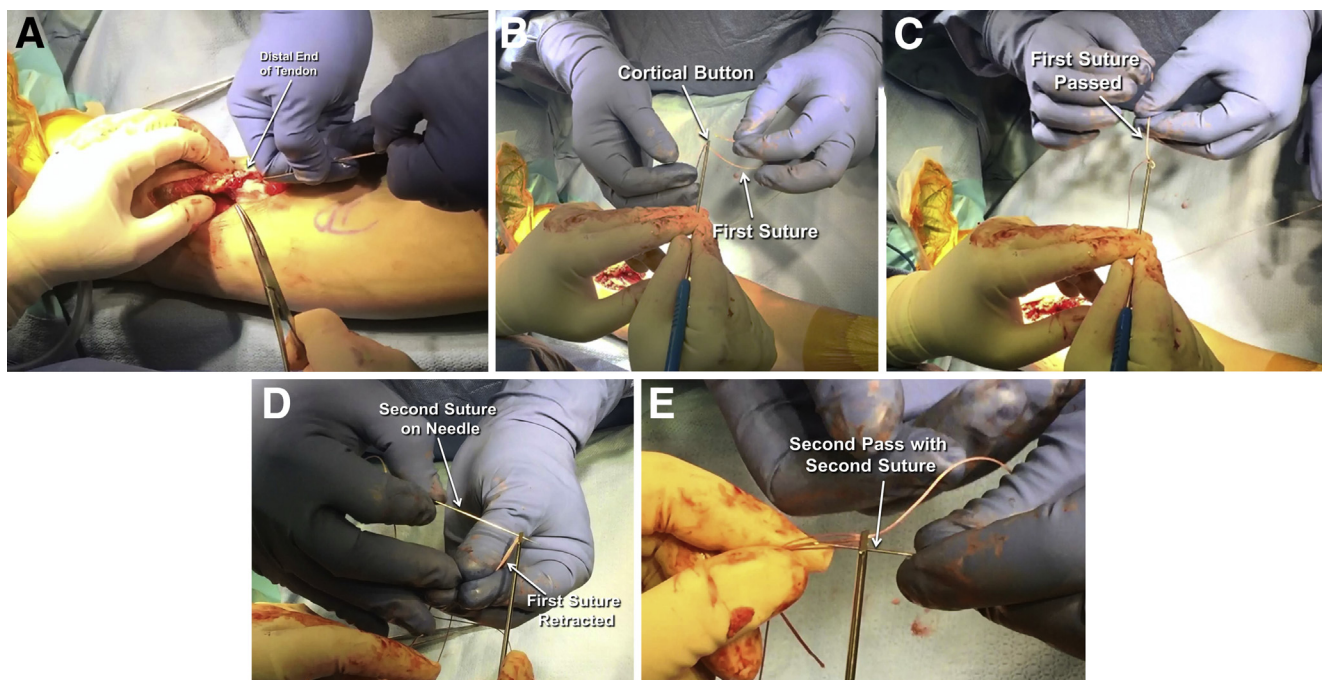 A
Distal End
of Tendon
B
Cortical Button
First Suture
C
First Suture
Passed
D
Second Suture
on Needle
First Suture
Retracted
E
Second Pass with
Second Suture